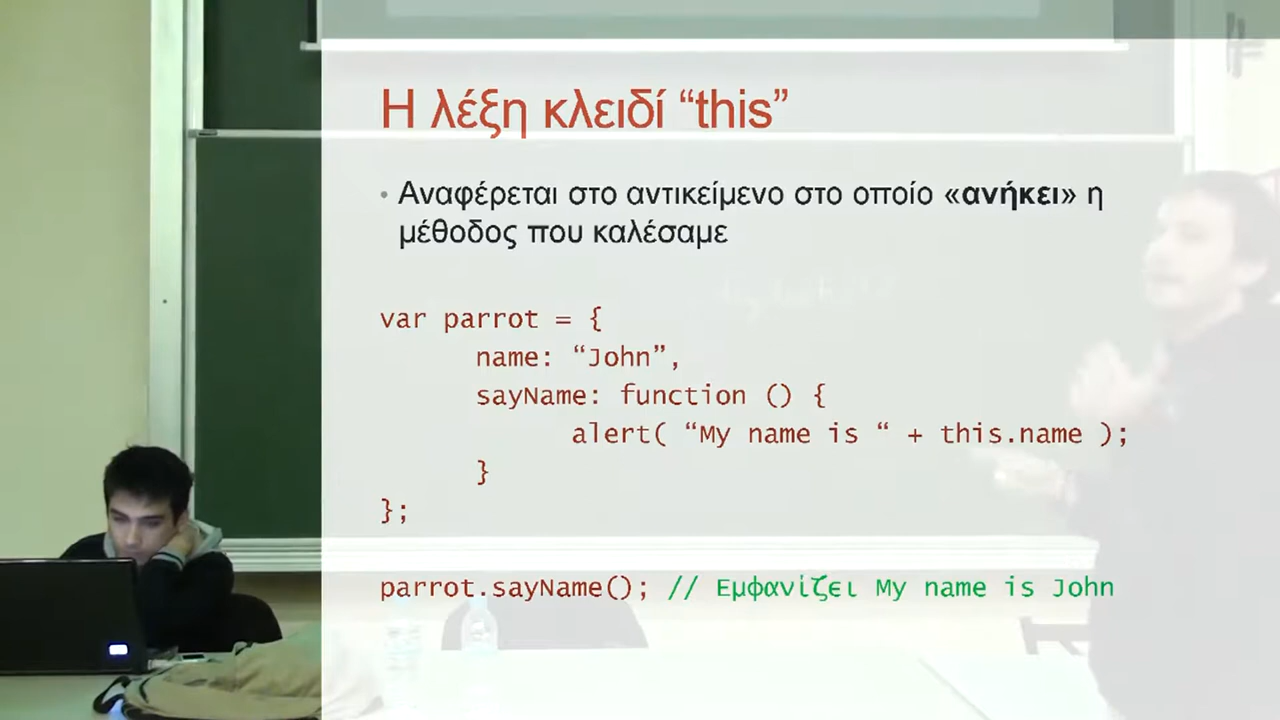 Η λέξη κλειδί “this”
• Αναφέρεται στο αντικείμενο στο οποίο «ανήκει» η
μέθοδος που καλέσαμε
var parrot = {
name: “John”,
sayName: function () {
alert( “My name is “ + this.name );
}
};
parrot.sayName(); // Εμφανίζει My name is John